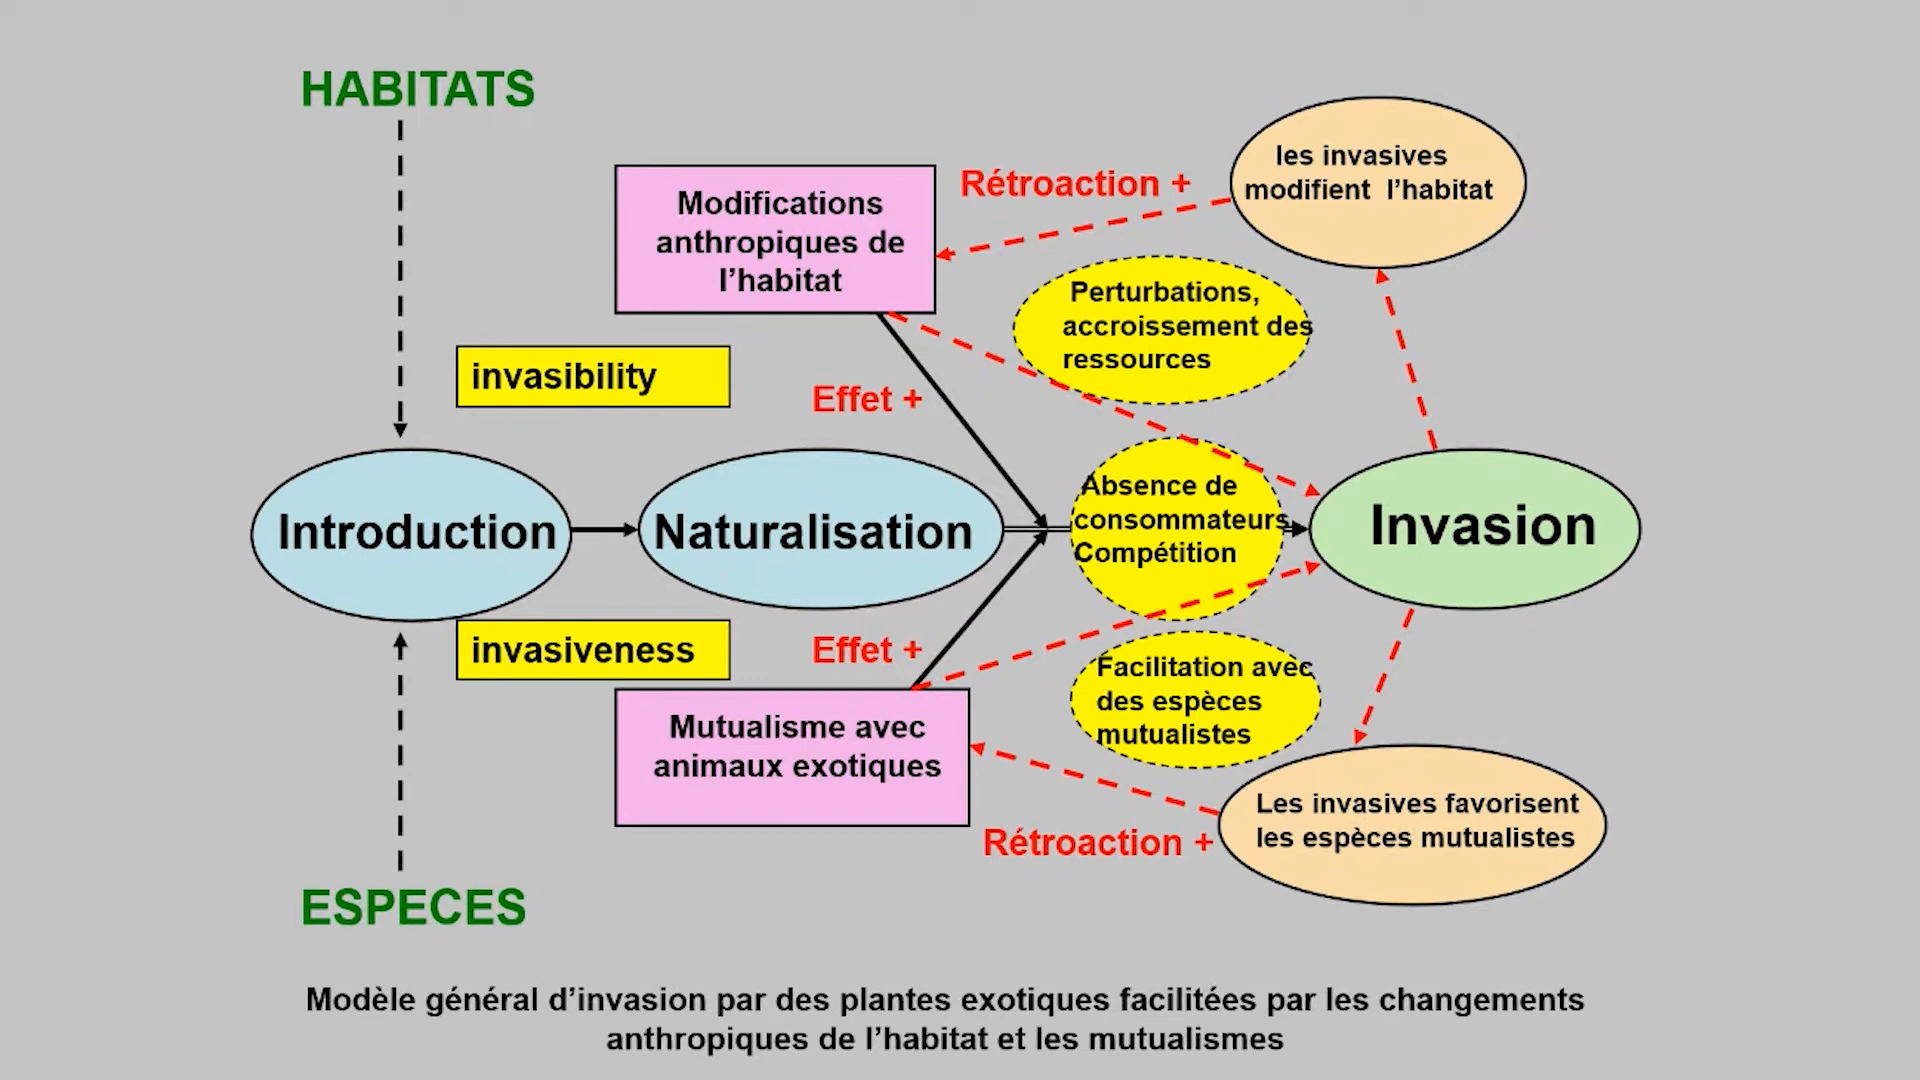 HABITATS
les invasives
modifient l’habitat
Rétroaction +
Modifications
anthropiques de
l’habitat
Perturbations,
accroissement des
ressources
invasibility
Effet +
Introduction
Naturalisation
Absence de
consommateurs
Compétition
Invasion
invasiveness
Effet +
Facilitation avec
des espèces
mutualistes
Mutualisme avec
animaux exotiques
Les invasives favorisent
les espèces mutualistes
Rétroaction +
ESPECES
Modèle général d’invasion par des plantes exotiques facilitées par les changements
anthropiques de l’habitat et les mutualismes